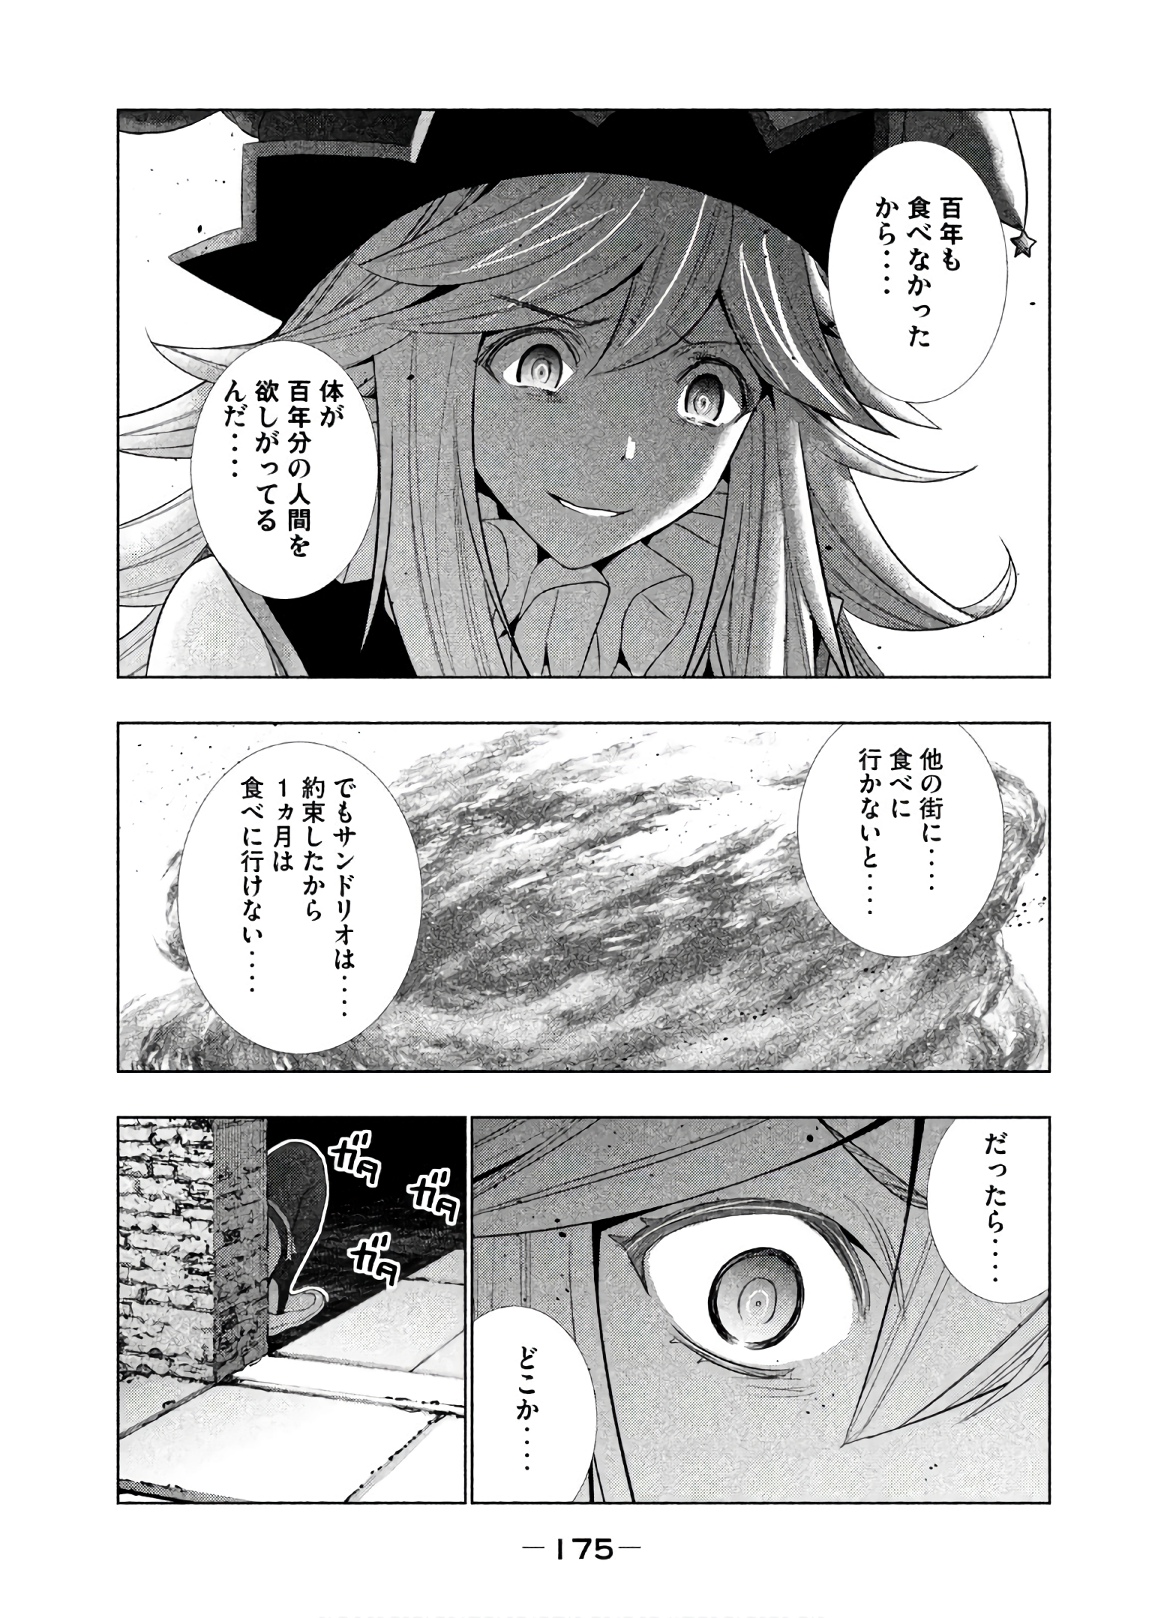 百年も
食べなかった
から‥‥
体が
百年分の人間を
欲しがってる
んだ‥‥
他の街に‥‥
食べに
行かないと‥‥
でもサンドリオは‥‥
約束したから
1ヵ月は
食べに行けない‥‥
だったら‥‥
どこか‥‥
ガタ
ガタ
ガタ
—175—